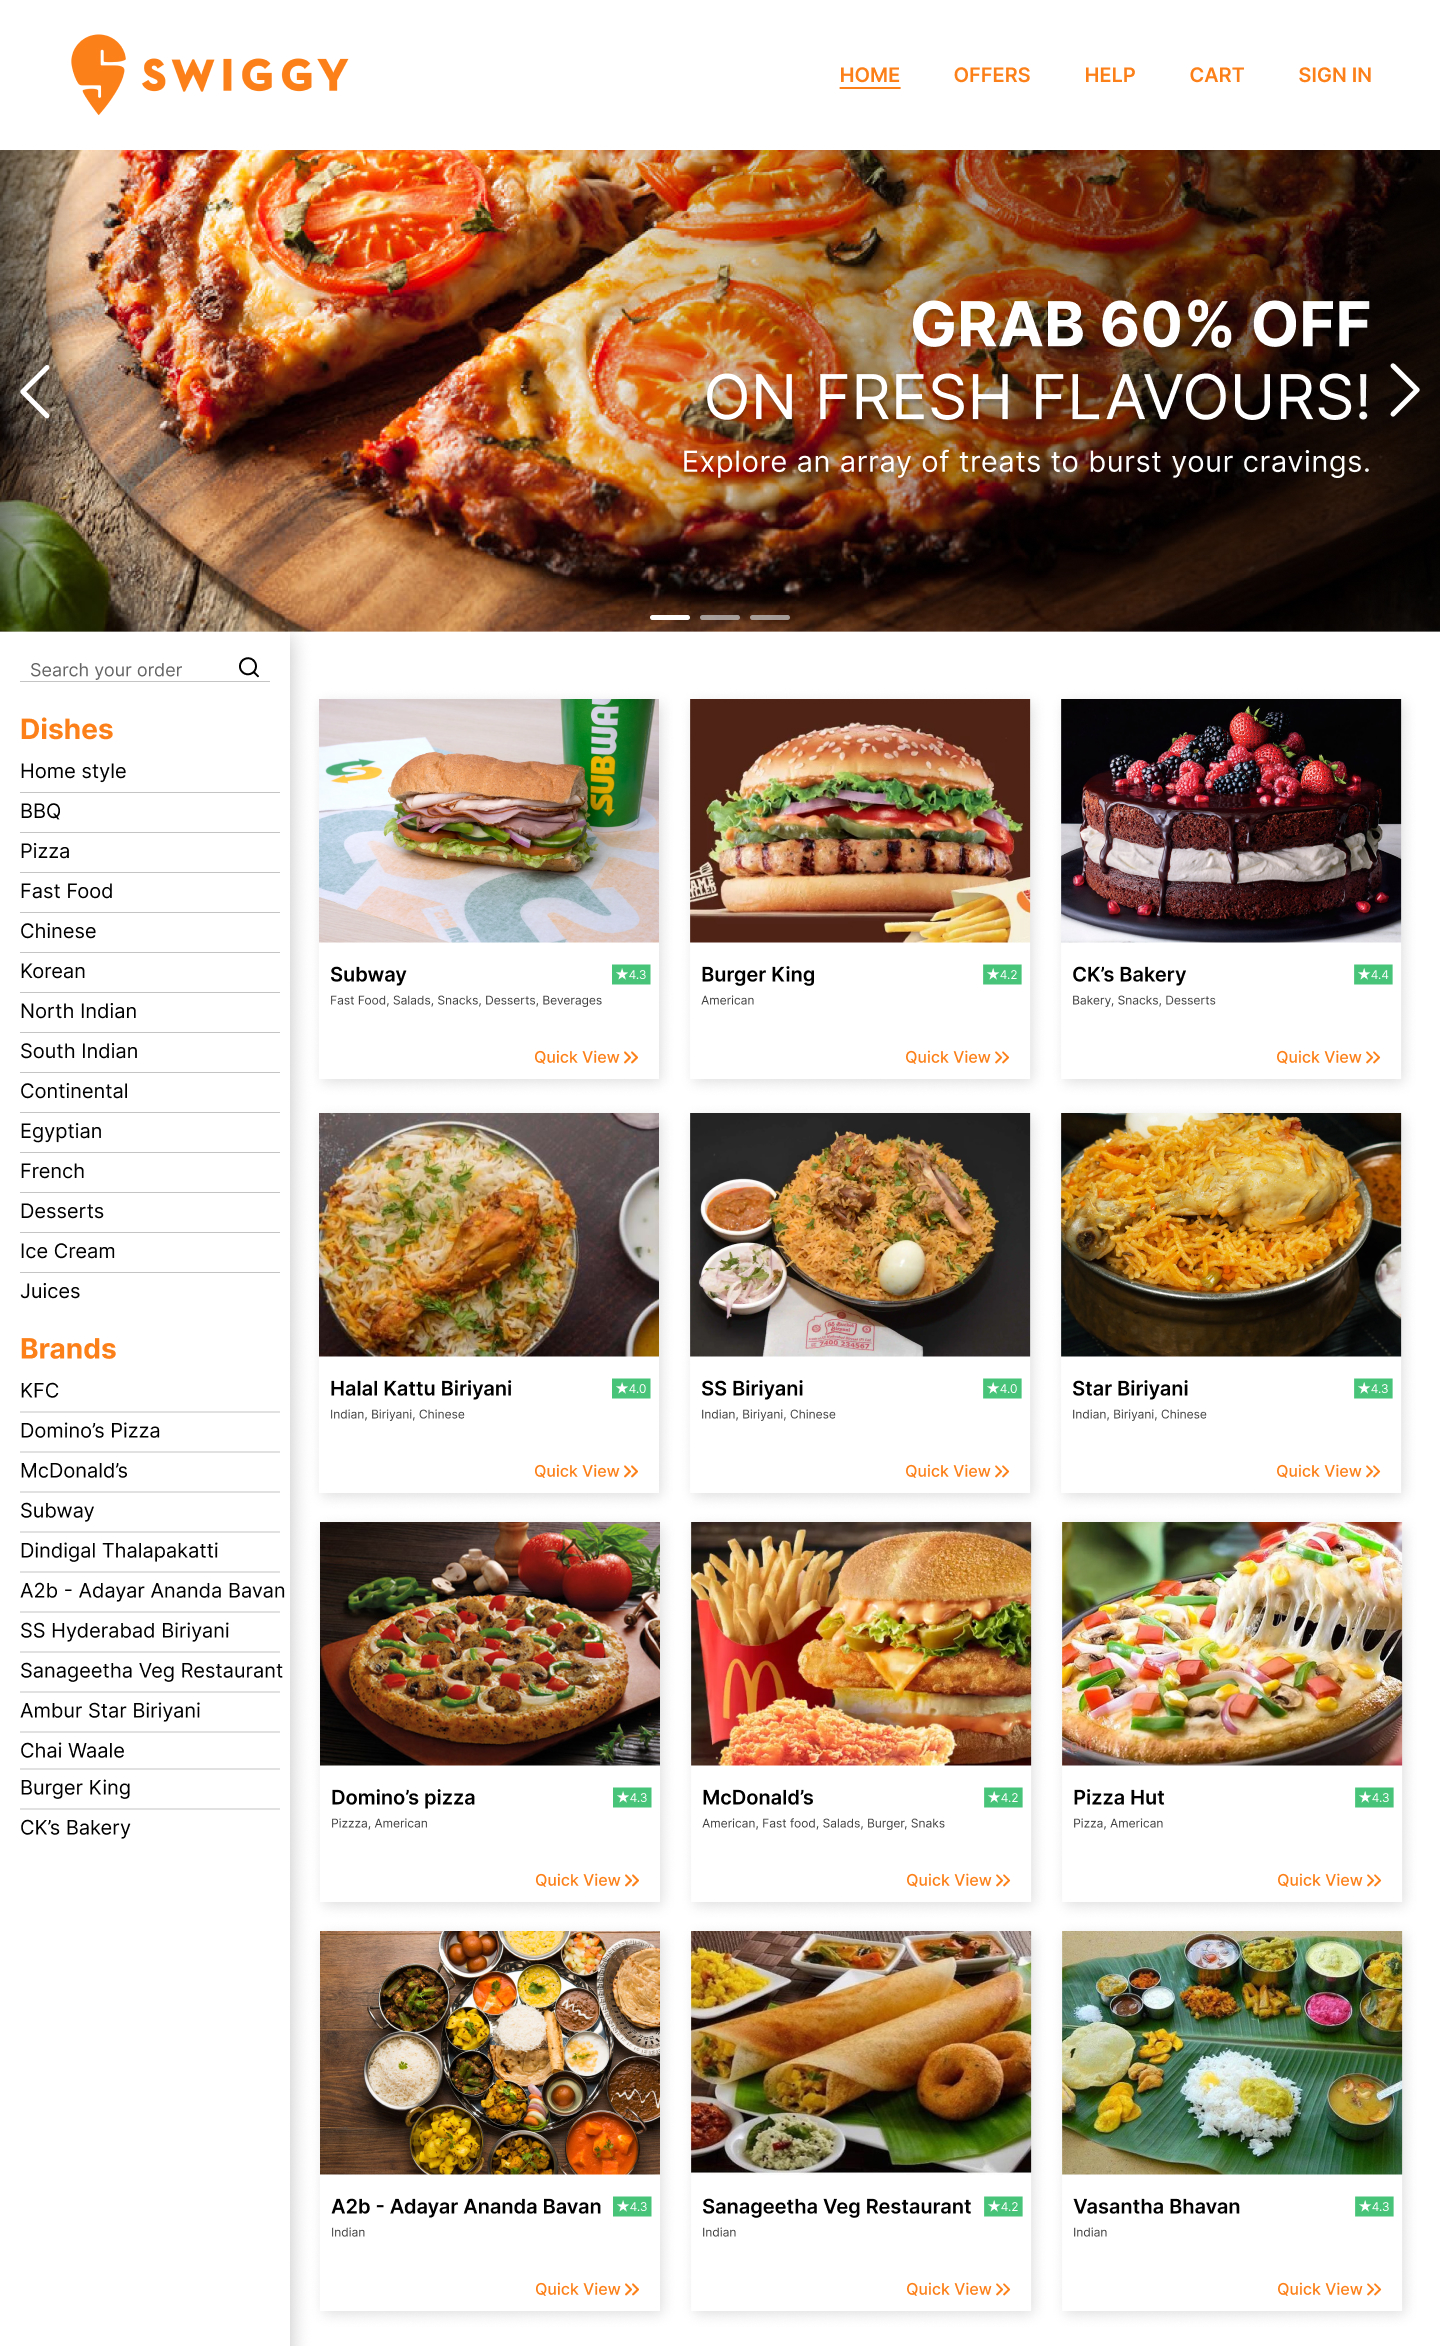 SWIGGY
HOME OFFERS HELP CART SIGN IN
GRAB 60% OFF
ON FRESH FLAVOURS!
Explore an array of treats to burst your cravings.
Search your order
Dishes
Home style
BBQ
Pizza
Fast Food
Chinese
Korean
North Indian
South Indian
Continental
Egyptian
French
Desserts
Ice Cream
Juices
Brands
KFC
Domino’s Pizza
McDonald’s
Subway
Dindigal Thalapakatti
A2b - Adayar Ananda Bavan
SS Hyderabad Biriyani
Sanageetha Veg Restaurant
Ambur Star Biriyani
Chai Waale
Burger King
CK’s Bakery
SUBWAY
Subway ★4.3
Fast Food, Salads, Snacks, Desserts, Beverages
Quick View
Burger King ★4.2
American
Quick View
CK’s Bakery ★4.4
Bakery, Snacks, Desserts
Quick View
Halal Kattu Biriyani ★4.0
Indian, Biriyani, Chinese
Quick View
SS Biriyani ★4.0
Indian, Biriyani, Chinese
Quick View
Star Biriyani ★4.3
Indian, Biriyani, Chinese
Quick View
Domino’s pizza ★4.3
Pizzza, American
Quick View
McDonald’s ★4.2
American, Fast food, Salads, Burger, Snaks
Quick View
Pizza Hut ★4.3
Pizza, American
Quick View
A2b - Adayar Ananda Bavan ★4.3
Indian
Quick View
Sanageetha Veg Restaurant ★4.2
Indian
Quick View
Vasantha Bhavan ★4.3
Indian
Quick View